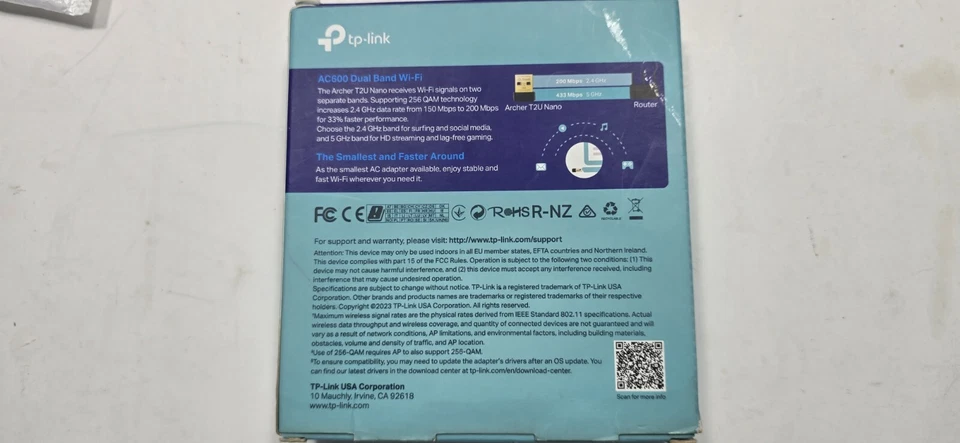 tp-link
AC600 Dual Band Wi-Fi
The Archer T2U Nano receives Wi-Fi signals on two
separate bands. Supporting 256 QAM technology
increases 2.4 GHz data rate from 150 Mbps to 200 Mbps
for 33% faster performance.
Choose the 2.4 GHz band for surfing and social media,
and 5 GHz band for HD streaming and lag-free gaming.
200 Mbps 2.4 GHz
433 Mbps 5 GHz
Archer T2U Nano
Router
The Smallest and Faster Around
As the smallest AC adapter available, enjoy stable and
fast Wi-Fi wherever you need it.
FC CE RoHS R-NZ
For support and warranty, please visit: http://www.tp-link.com/support
Attention: This device may only be used indoors in all EU member states, EFTA countries and Northern Ireland.
This device complies with part 15 of the FCC Rules. Operation is subject to the following two conditions: (1) This
device may not cause harmful interference, and (2) this device must accept any interference received, including
interference that may cause undesired operation.
Specifications are subject to change without notice. TP-Link is a registered trademark of TP-Link USA
Corporation. Other brands and products names are trademarks or registered trademarks of their respective
holders. Copyright ©2023 TP-Link USA Corporation. All rights reserved.
Maximum wireless signal rates are the physical rates derived from IEEE Standard 802.11 specifications. Actual
wireless data throughput and wireless coverage, and quantity of connected devices are not guaranteed and will
vary as a result of network conditions, AP limitations, and environmental factors, including building materials,
obstacles, volume and density of traffic, and AP location.
Use of 256-QAM requires AP to also support 256-QAM.
To ensure compatibility, you may need to update the adapter's drivers after an OS update. You
can find our latest drivers in the download center at tp-link.com/en/download-center.
Scan for more info
TP-Link USA Corporation
10 Mauchly, Irvine, CA 92618
www.tp-link.com